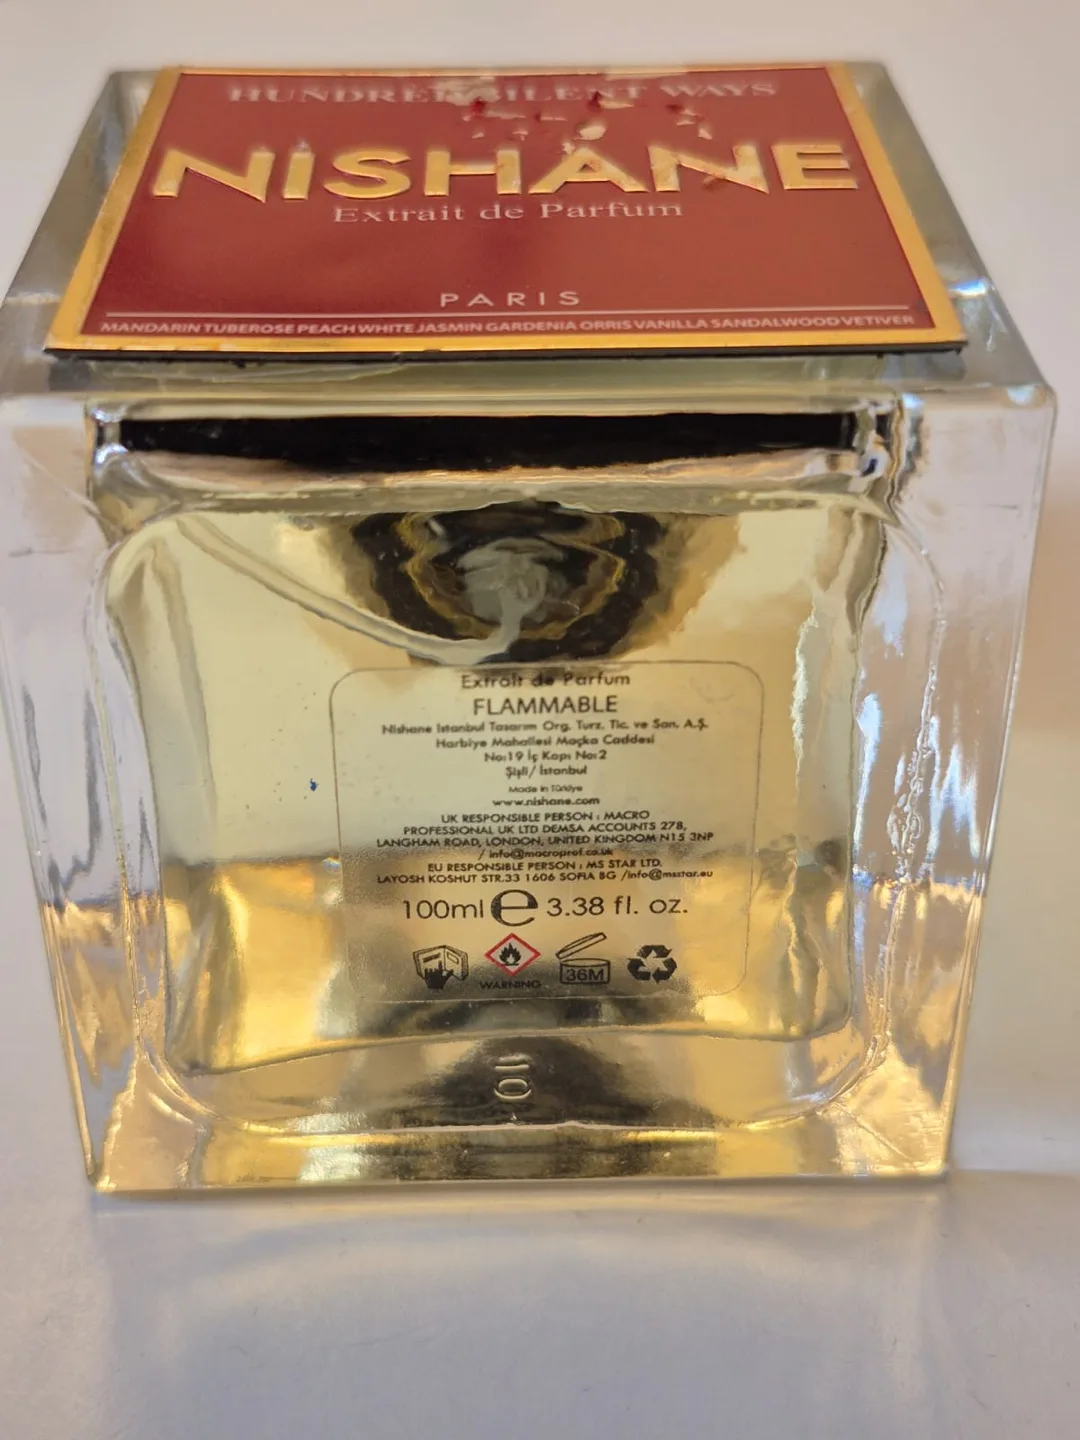 HUNDRED SILENT WAYS
NISHANE
Extrait de Parfum
PARIS
MANDARIN TUBEROSE PEACH WHITE JASMIN GARDENIA ORRIS VANILLA SANDALWOOD VETIVER
Extrait de Parfum
FLAMMABLE
Nishane İstanbul Tasarım Org. Turz. Tic. ve San. A.Ş.
Harbiye Mahallesi Maçka Caddesi
No:19 İç Kapı No:2
Şişli/ İstanbul
Made in Türkiye
www.nishane.com
UK RESPONSIBLE PERSON : MACRO
PROFESSIONAL UK LTD DEMSA ACCOUNTS 278,
LANGHAM ROAD, LONDON, UNITED KINGDOM N15 3NP
/ info@macroprof.co.uk
EU RESPONSIBLE PERSON : MS STAR LTD.
LAYOSH KOSHUT STR.33 1606 SOFIA BG /info@msstar.eu
100ml e 3.38 fl. oz.
WARNING
36M